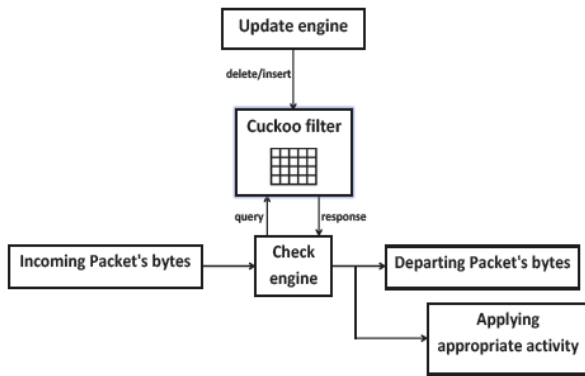 Update engine
delete/insert
Cuckoo filter
query
response
Incoming Packet's bytes
Check
engine
Departing Packet's bytes
Applying
appropriate activity